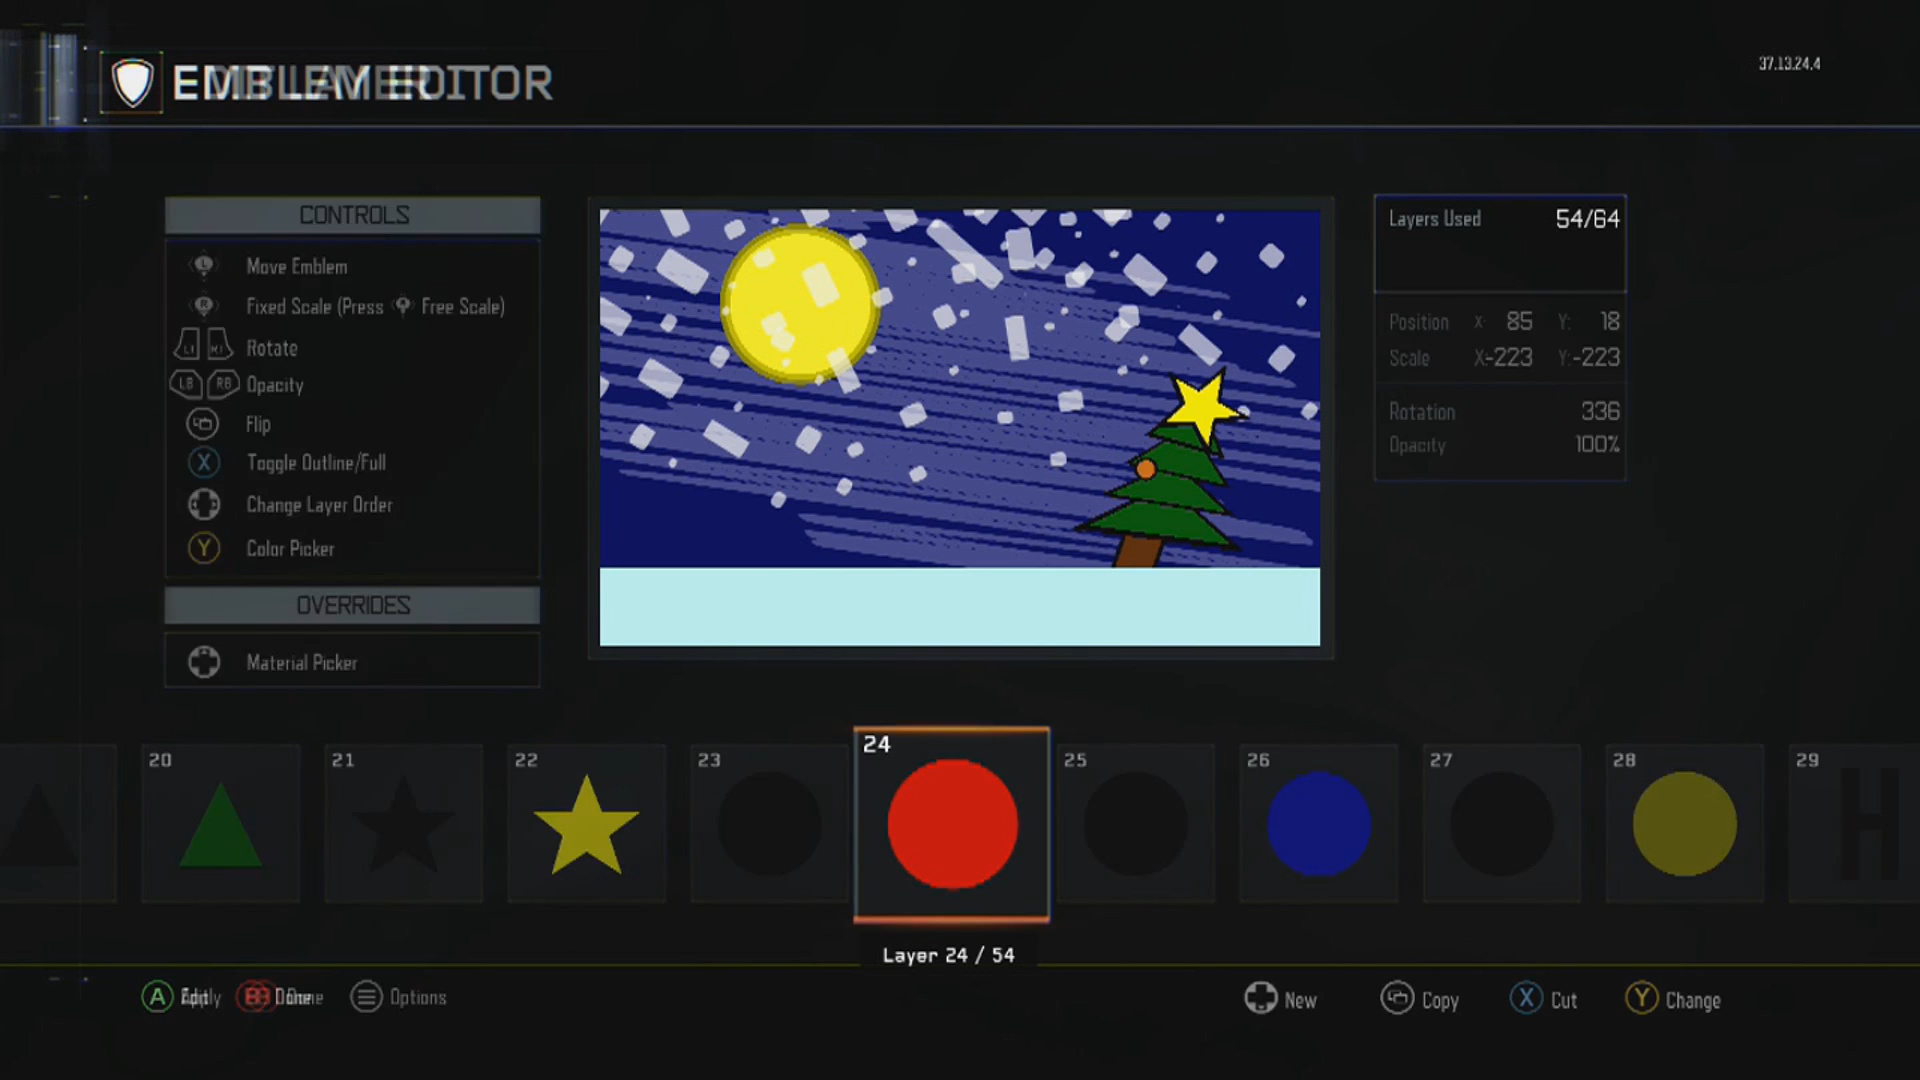 EDITOR
37.13.24.4
CONTROLS
Move Emblem
Fixed Scale (Press Free Scale)
Rotate
LB RB Opacity
Flip
X Toggle Outline/Full
Change Layer Order
Y Color Picker
OVERRIDES
Material Picker
Layers Used 54/64
Position X: 85 Y: 18
Scale X:-223 Y:-223
Rotation 336
Opacity 100%
20 21 22 23 24 25 26 27 28 29
H
Layer 24 / 54
A B Done Options
New Copy X Cut Y Change